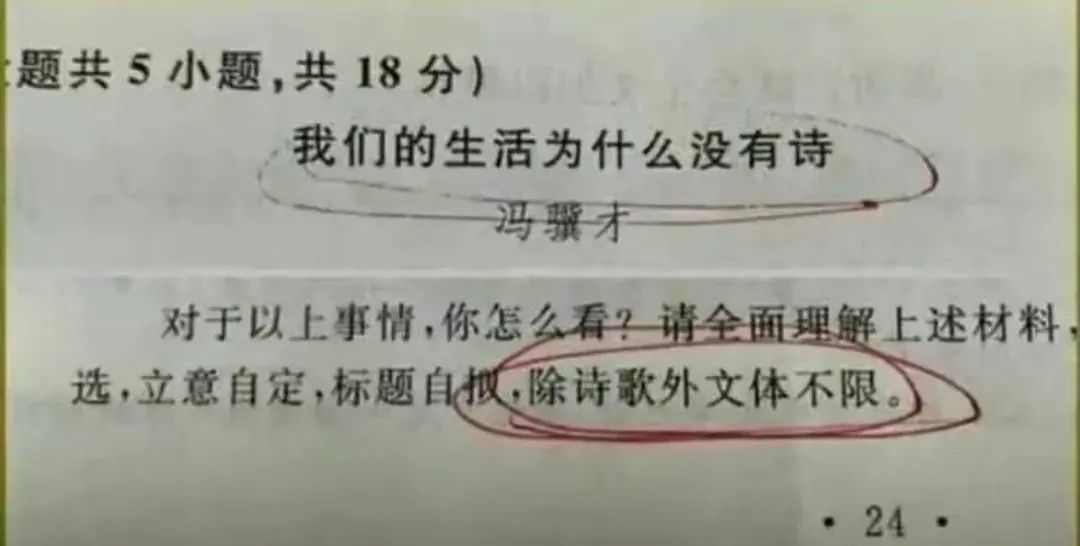 题共 5 小题,共 18 分)
我们的生活为什么没有诗
冯骥才
对于以上事情,你怎么看?请全面理解上述材料,
选,立意自定,标题自拟,除诗歌外文体不限。
· 24 ·